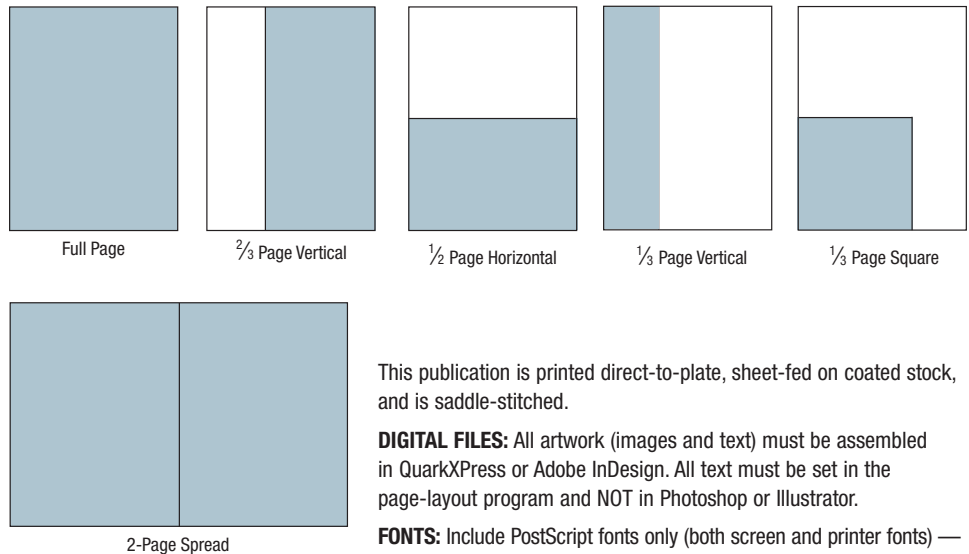 Full Page
2⁄3 Page Vertical
1⁄2 Page Horizontal
1⁄3 Page Vertical
1⁄3 Page Square
2-Page Spread
This publication is printed direct-to-plate, sheet-fed on coated stock,
and is saddle-stitched.
DIGITAL FILES: All artwork (images and text) must be assembled
in QuarkXPress or Adobe InDesign. All text must be set in the
page-layout program and NOT in Photoshop or Illustrator.
FONTS: Include PostScript fonts only (both screen and printer fonts) —